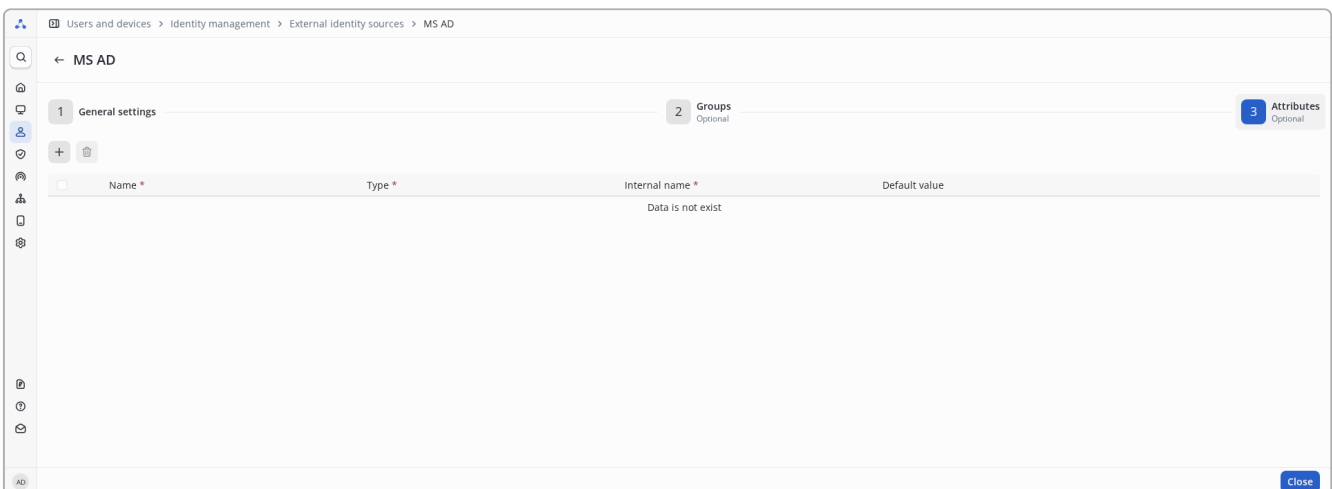 Users and devices > Identity management > External identity sources > MS AD
← MS AD
1 General settings
2 Groups
Optional
3 Attributes
Optional
Name * Type * Internal name * Default value
Data is not exist
AD
Close